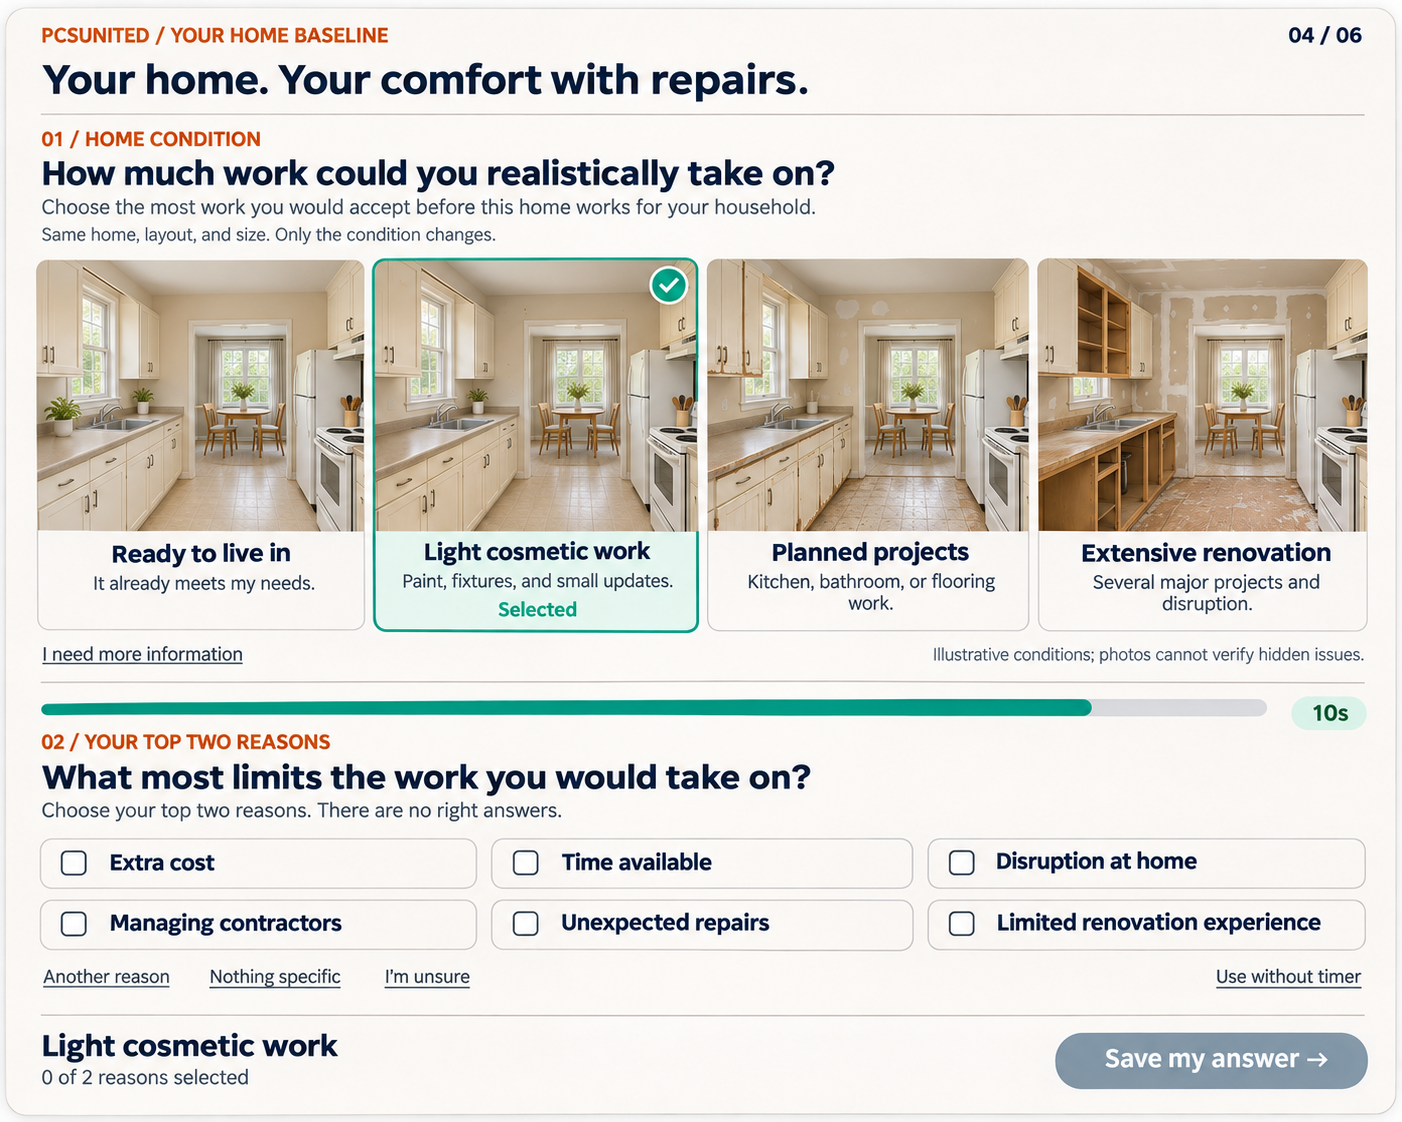 PCSUNITED / YOUR HOME BASELINE
04 / 06
Your home. Your comfort with repairs.
01 / HOME CONDITION
How much work could you realistically take on?
Choose the most work you would accept before this home works for your household.
Same home, layout, and size. Only the condition changes.
Ready to live in
It already meets my needs.
Light cosmetic work
Paint, fixtures, and small updates.
Selected
Planned projects
Kitchen, bathroom, or flooring
work.
Extensive renovation
Several major projects and
disruption.
I need more information
Illustrative conditions; photos cannot verify hidden issues.
10s
02 / YOUR TOP TWO REASONS
What most limits the work you would take on?
Choose your top two reasons. There are no right answers.
Extra cost
Time available
Disruption at home
Managing contractors
Unexpected repairs
Limited renovation experience
Another reason
Nothing specific
I'm unsure
Use without timer
Light cosmetic work
0 of 2 reasons selected
Save my answer →